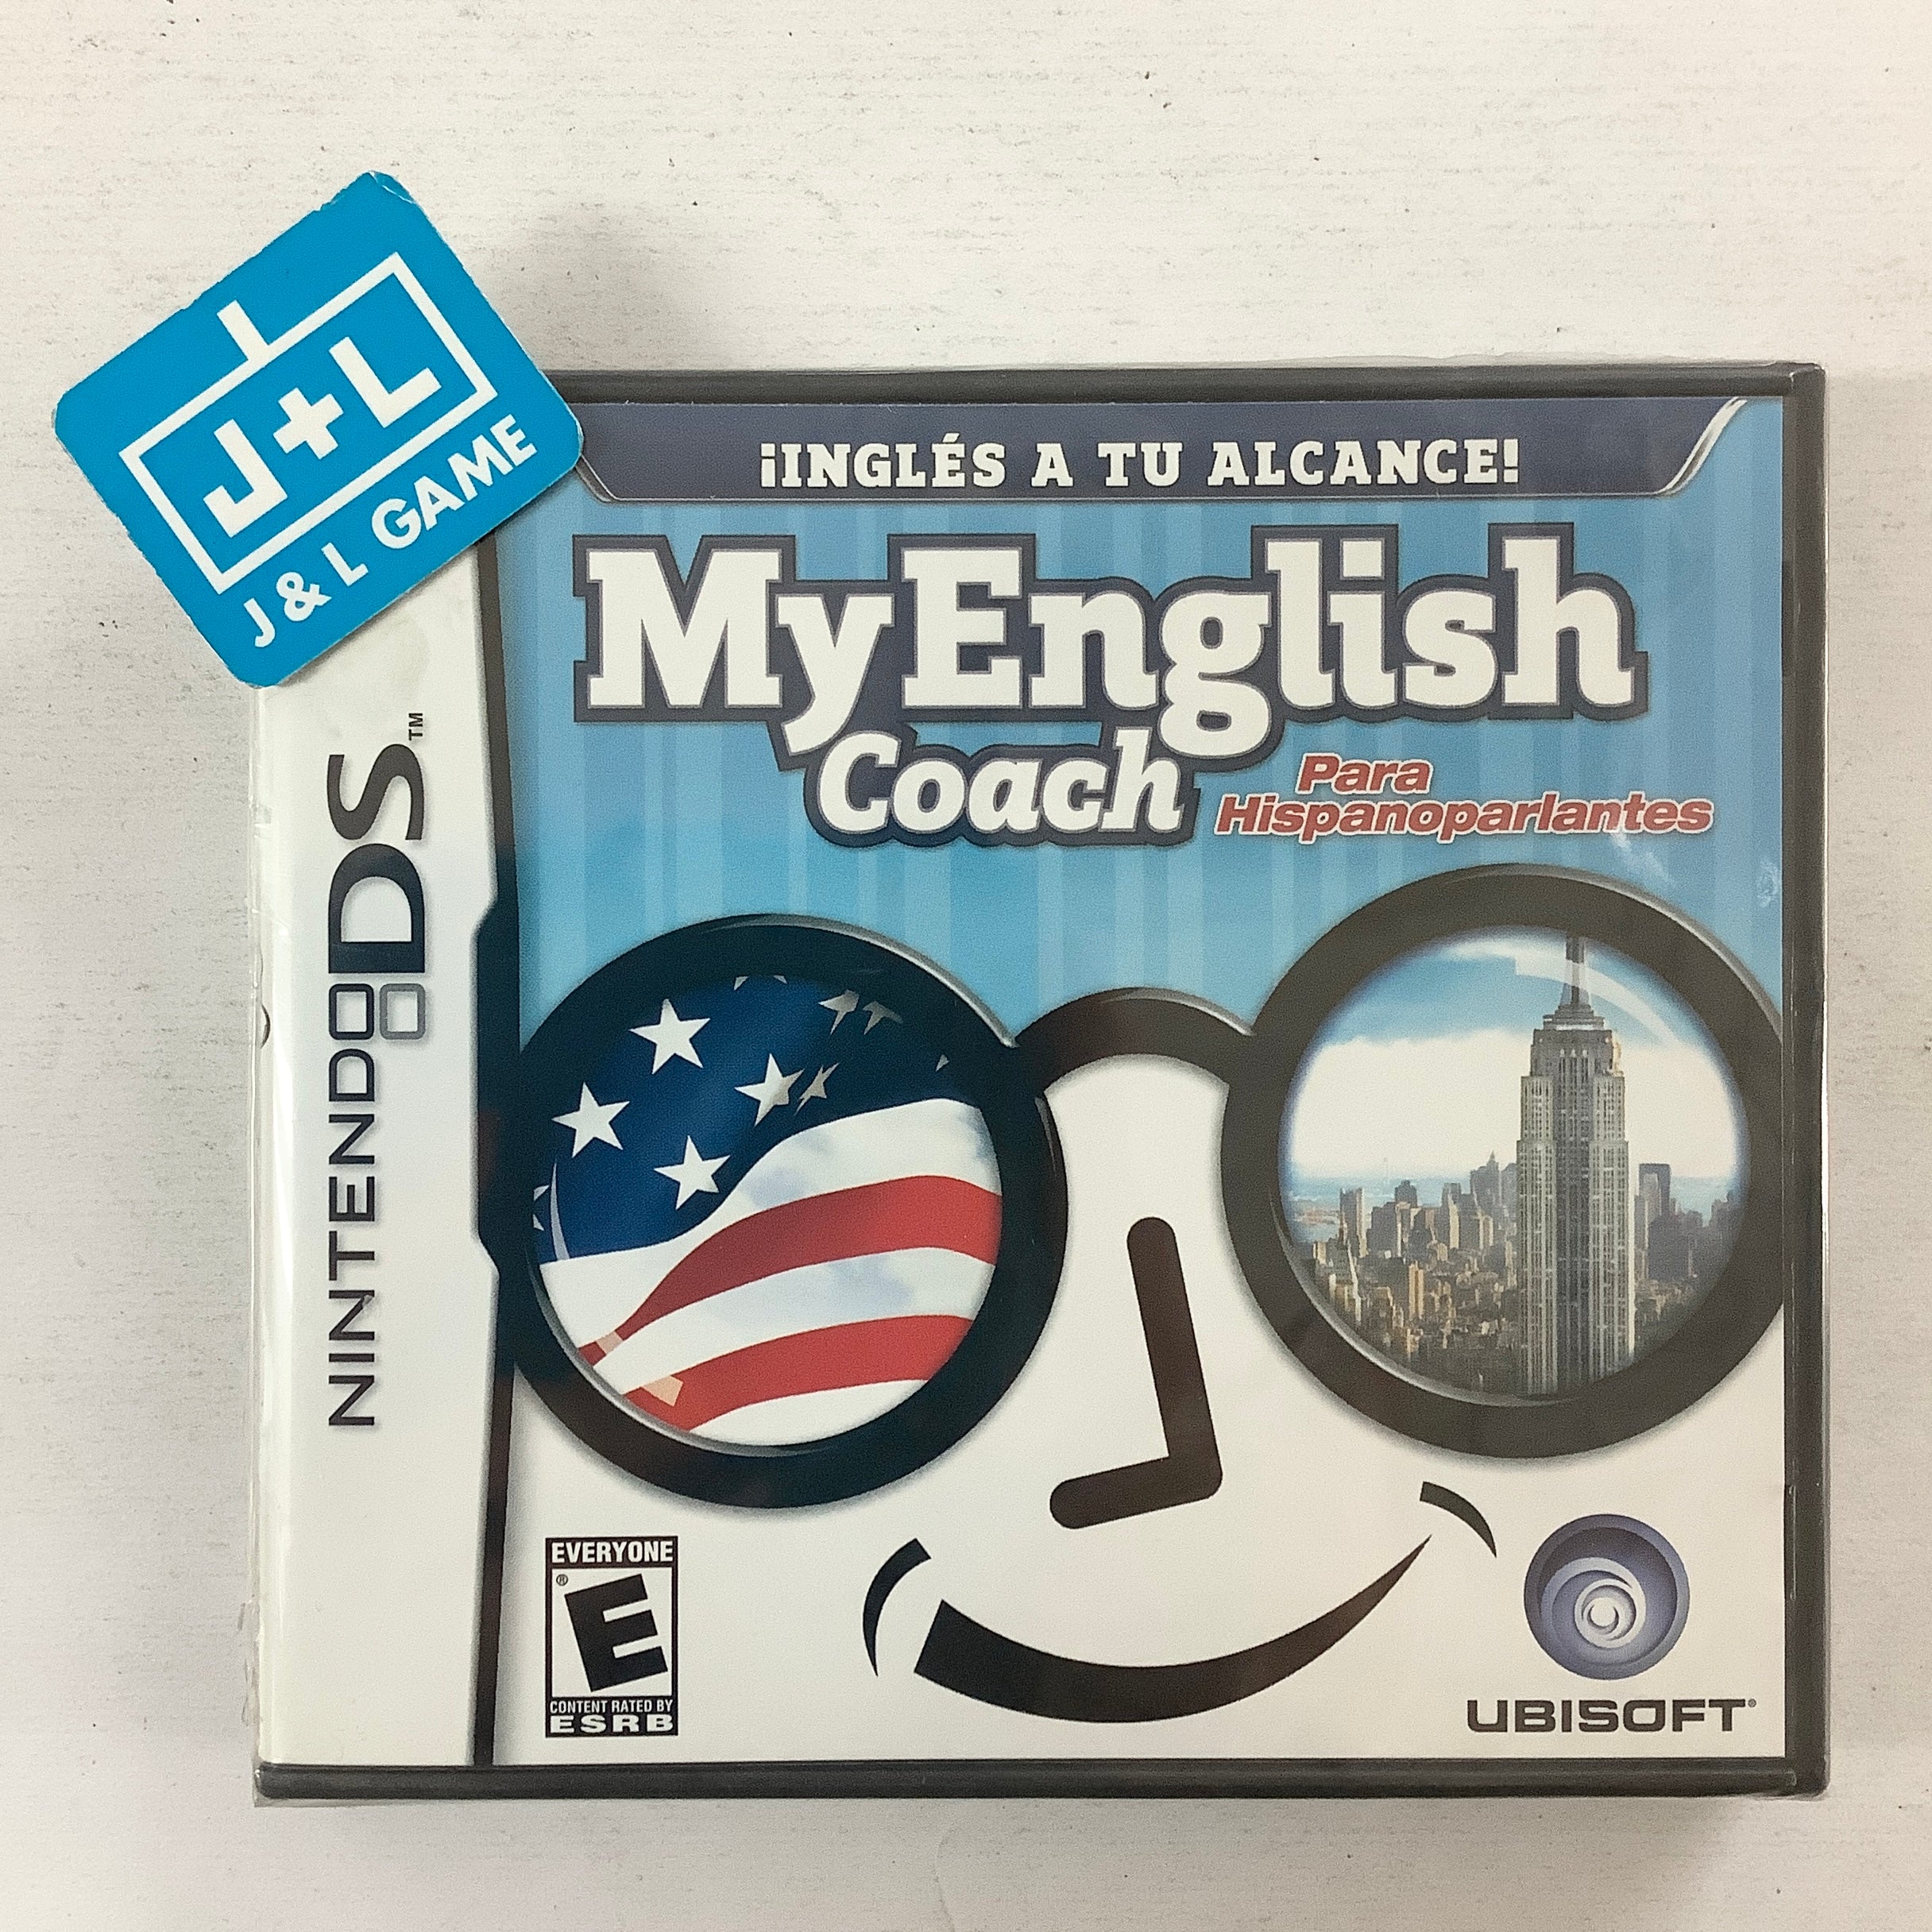 J+L
J & L GAME
¡INGLÉS A TU ALCANCE!
MyEnglish
Coach
Para
Hispanoparlantes
NINTENDO DS™
EVERYONE
E®
CONTENT RATED BY
ESRB
UBISOFT®